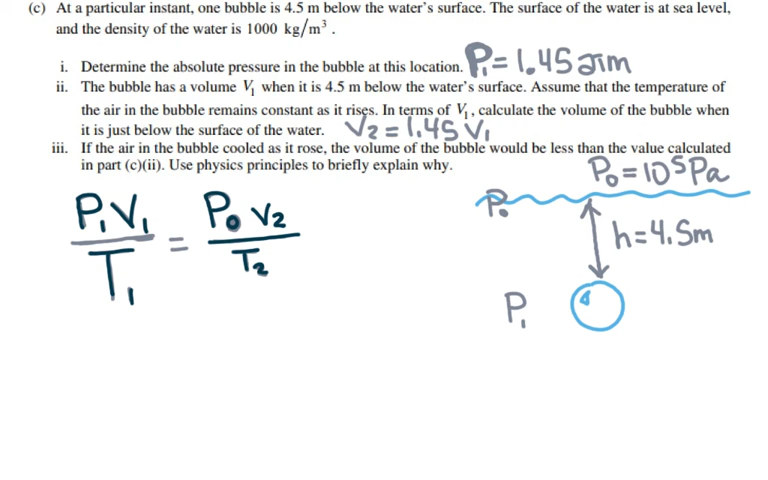 (c) At a particular instant, one bubble is 4.5 m below the water's surface. The surface of the water is at sea level,
and the density of the water is 1000 kg/m³ .
i. Determine the absolute pressure in the bubble at this location. P₁ = 1.45 atm
ii. The bubble has a volume V₁ when it is 4.5 m below the water's surface. Assume that the temperature of
the air in the bubble remains constant as it rises. In terms of V₁ , calculate the volume of the bubble when
it is just below the surface of the water. V₂ = 1.45 V₁
iii. If the air in the bubble cooled as it rose, the volume of the bubble would be less than the value calculated
in part (c)(ii). Use physics principles to briefly explain why.
P₀ = 10⁵ Pa
P₁V₁ / T₁ = P₀ V₂ / T₂
P₀
h = 4.5m
P₁